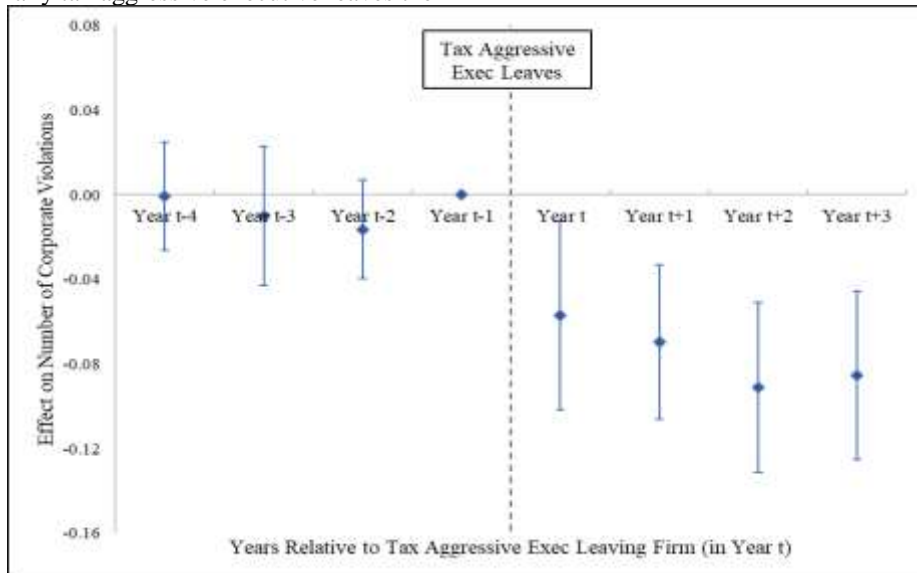 0.08
Tax Aggressive
Exec Leaves
0.04
0.00
Year t-4 Year t-3 Year t-2 Year t-1 Year t Year t+1 Year t+2 Year t+3
-0.04
-0.08
-0.12
-0.16
Effect on Number of Corporate Violations
Years Relative to Tax Aggressive Exec Leaving Firm (in Year t)